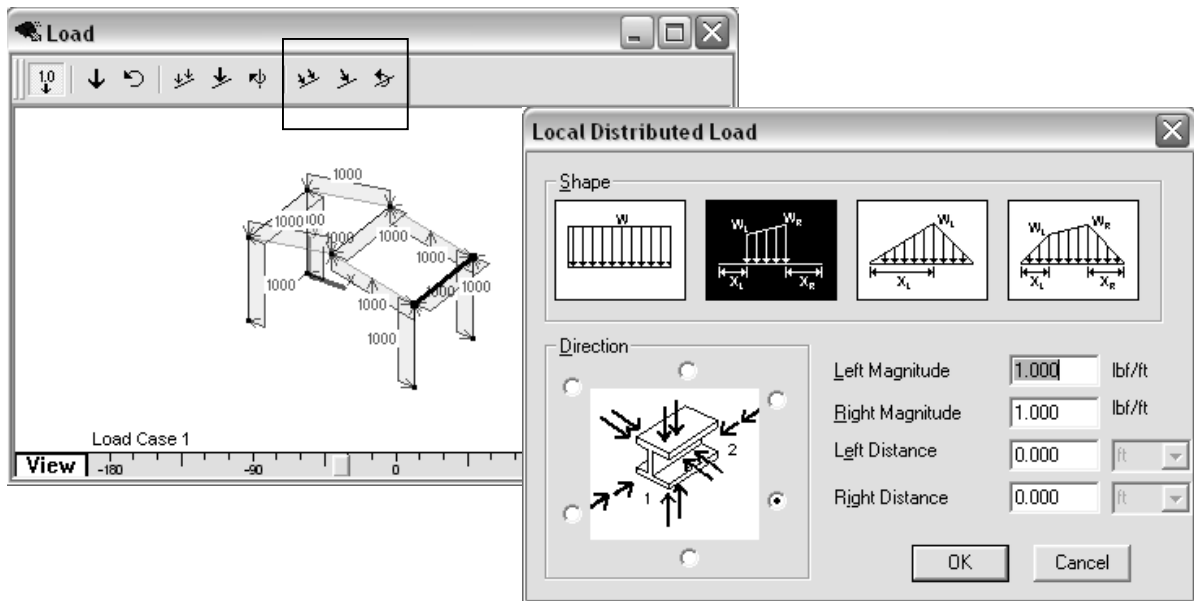 Load
1.0
1000
1000 00
1000
1000
1000
1000
1000
1000
1000
Load Case 1
View
-180
-90
0
Local Distributed Load
Shape
W
WL WR
XL XR
WL
XL
WL WR
XL XR
Direction
2
1
Left Magnitude 1.000 lbf/ft
Right Magnitude 1.000 lbf/ft
Left Distance 0.000 ft
Right Distance 0.000 ft
OK Cancel